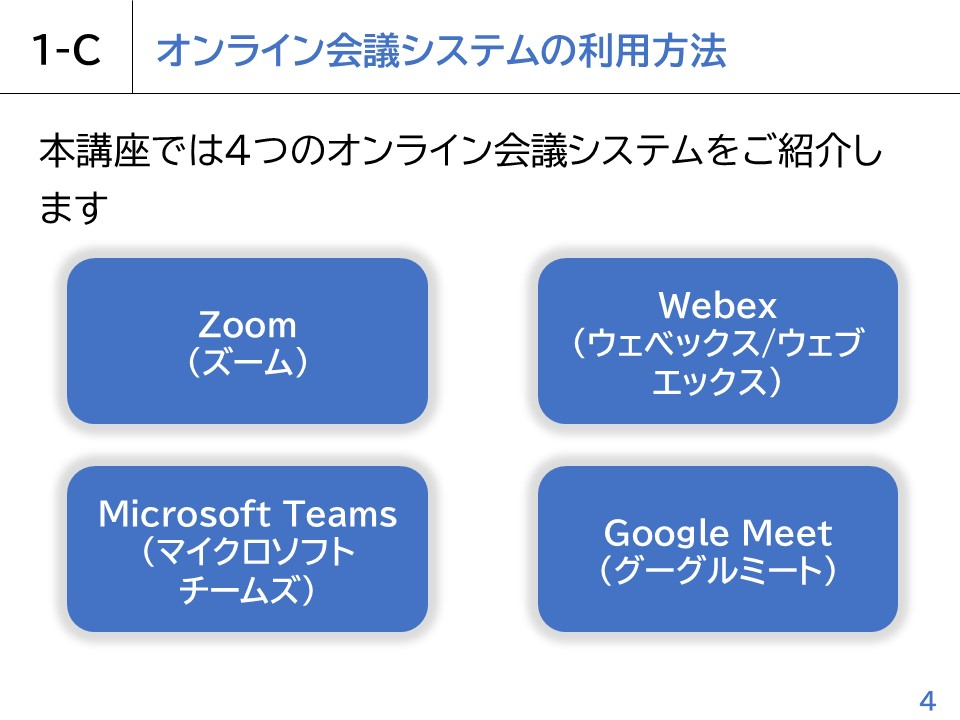 1-C
オンライン会議システムの利用方法
本講座では4つのオンライン会議システムをご紹介し
ます
Zoom
（ズーム）
Webex
（ウェベックス/ウェブ
エックス）
Microsoft Teams
（マイクロソフト
チームズ）
Google Meet
（グーグルミート）
4